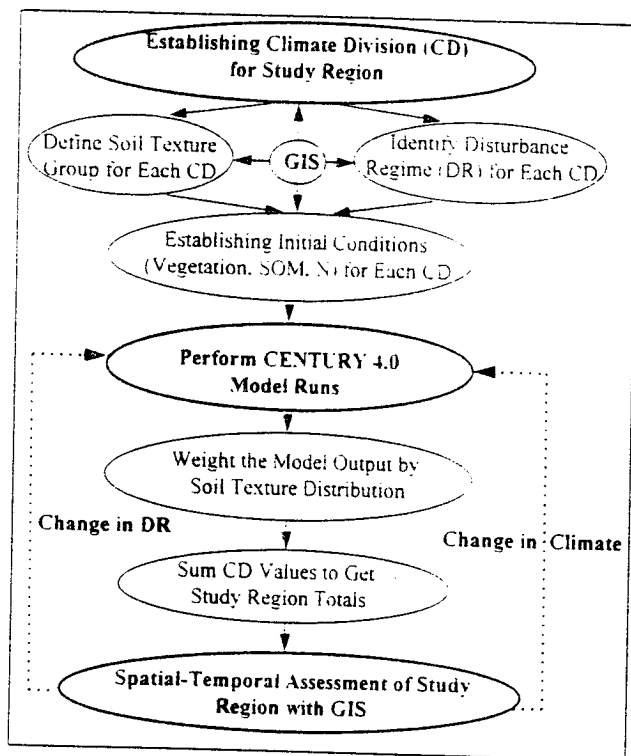 Establishing Climate Division (CD)
for Study Region
Define Soil Texture
Group for Each CD
GIS
Identify Disturbance
Regime (DR) for Each CD
Establishing Initial Conditions
(Vegetation, SOM, N) for Each CD
Perform CENTURY 4.0
Model Runs
Weight the Model Output by
Soil Texture Distribution
Change in DR
Change in Climate
Sum CD Values to Get
Study Region Totals
Spatial-Temporal Assessment of Study
Region with GIS